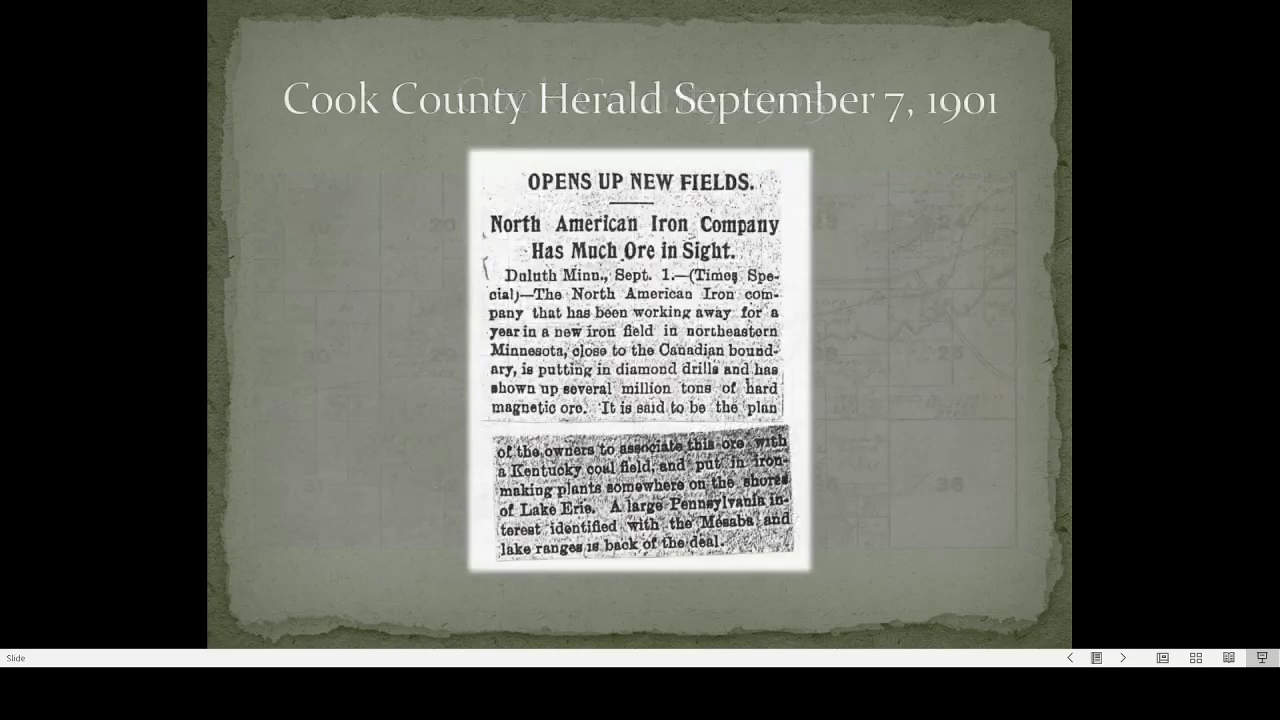 Cook County Herald September 7, 1901
OPENS UP NEW FIELDS.
North American Iron Company
Has Much Ore in Sight.
Duluth Minn., Sept. 1.—(Times Spe-
cial)—The North American Iron com-
pany that has been working away for a
year in a new iron field in northeastern
Minnesota, close to the Canadian bound-
ary, is putting in diamond drills and has
shown up several million tons of hard
magnetic ore. It is said to be the plan
of the owners to associate this ore with
a Kentucky coal field, and put in iron-
making plants somewhere on the shores
of Lake Erie. A large Pennsylvania in-
terest identified with the Mesaba and
lake ranges is back of the deal.
Slide